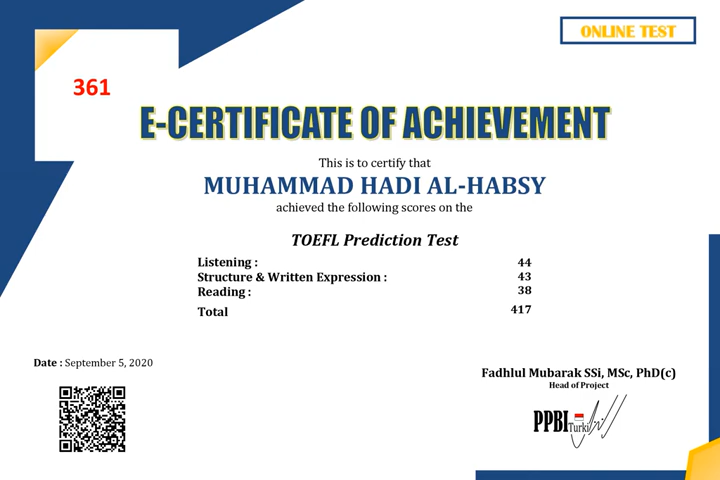 ONLINE TEST
361
E-CERTIFICATE OF ACHIEVEMENT
This is to certify that
MUHAMMAD HADI AL-HABSY
achieved the following scores on the
TOEFL Prediction Test
Listening : 44
Structure & Written Expression : 43
Reading : 38
Total 417
Date : September 5, 2020
Fadhlul Mubarak SSi, MSc, PhD(c)
Head of Project
PPBI Turki